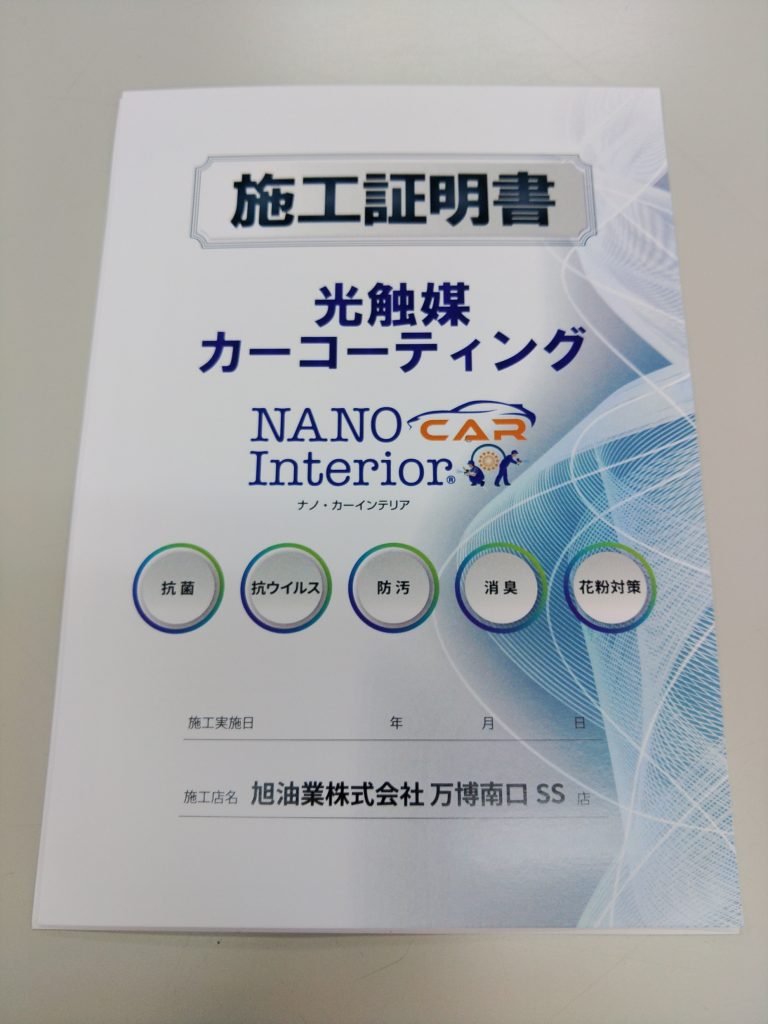 施工証明書
光触媒
カーコーティング
NANO CAR
Interior®
ナノ・カーインテリア
抗菌 抗ウイルス 防汚 消臭 花粉対策
施工実施日 年 月 日
施工店名 旭油業株式会社 万博南口 SS 店